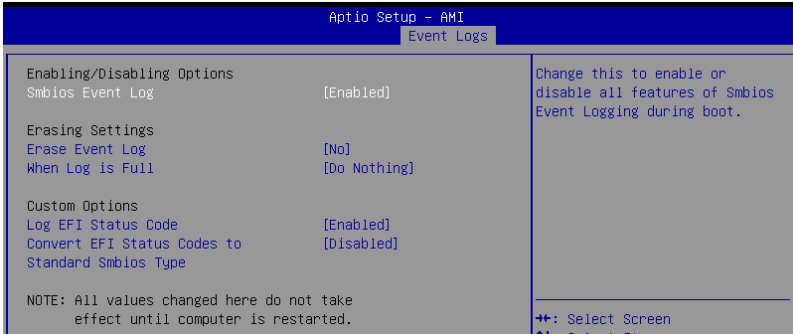 Aptio Setup – AMI
Event Logs
Enabling/Disabling Options
Smbios Event Log [Enabled]
Erasing Settings
Erase Event Log [No]
When Log is Full [Do Nothing]
Custom Options
Log EFI Status Code [Enabled]
Convert EFI Status Codes to [Disabled]
Standard Smbios Type
NOTE: All values changed here do not take
effect until computer is restarted.
Change this to enable or
disable all features of Smbios
Event Logging during boot.
→←: Select Screen